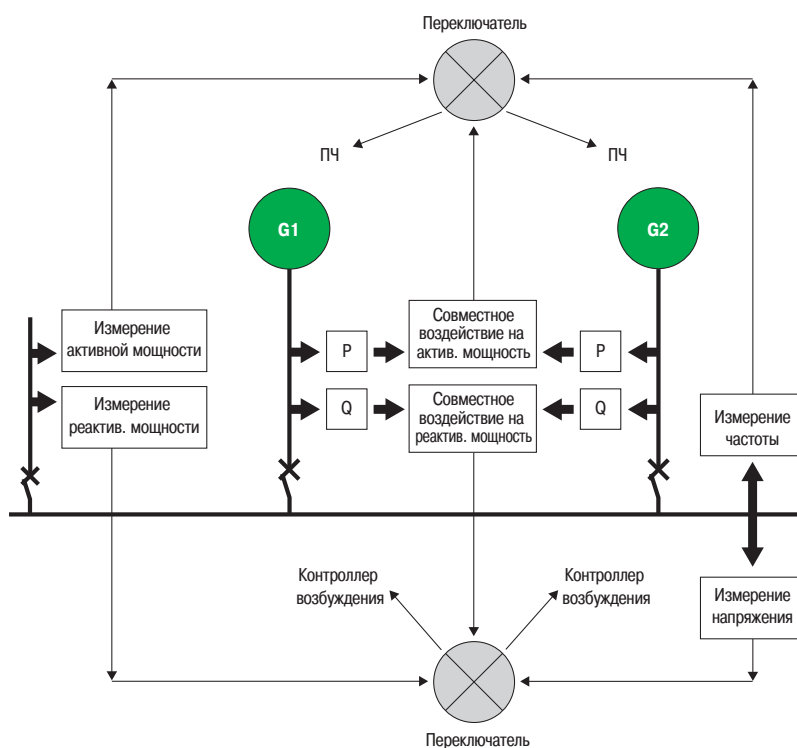 Переключатель
ПЧ
ПЧ
G1
G2
Измерение
активной мощности
Измерение
реактив. мощности
P
Совместное
воздействие на
актив. мощность
P
Q
Совместное
воздействие на
реактив. мощность
Q
Измерение
частоты
Контроллер
возбуждения
Контроллер
возбуждения
Измерение
напряжения
Переключатель